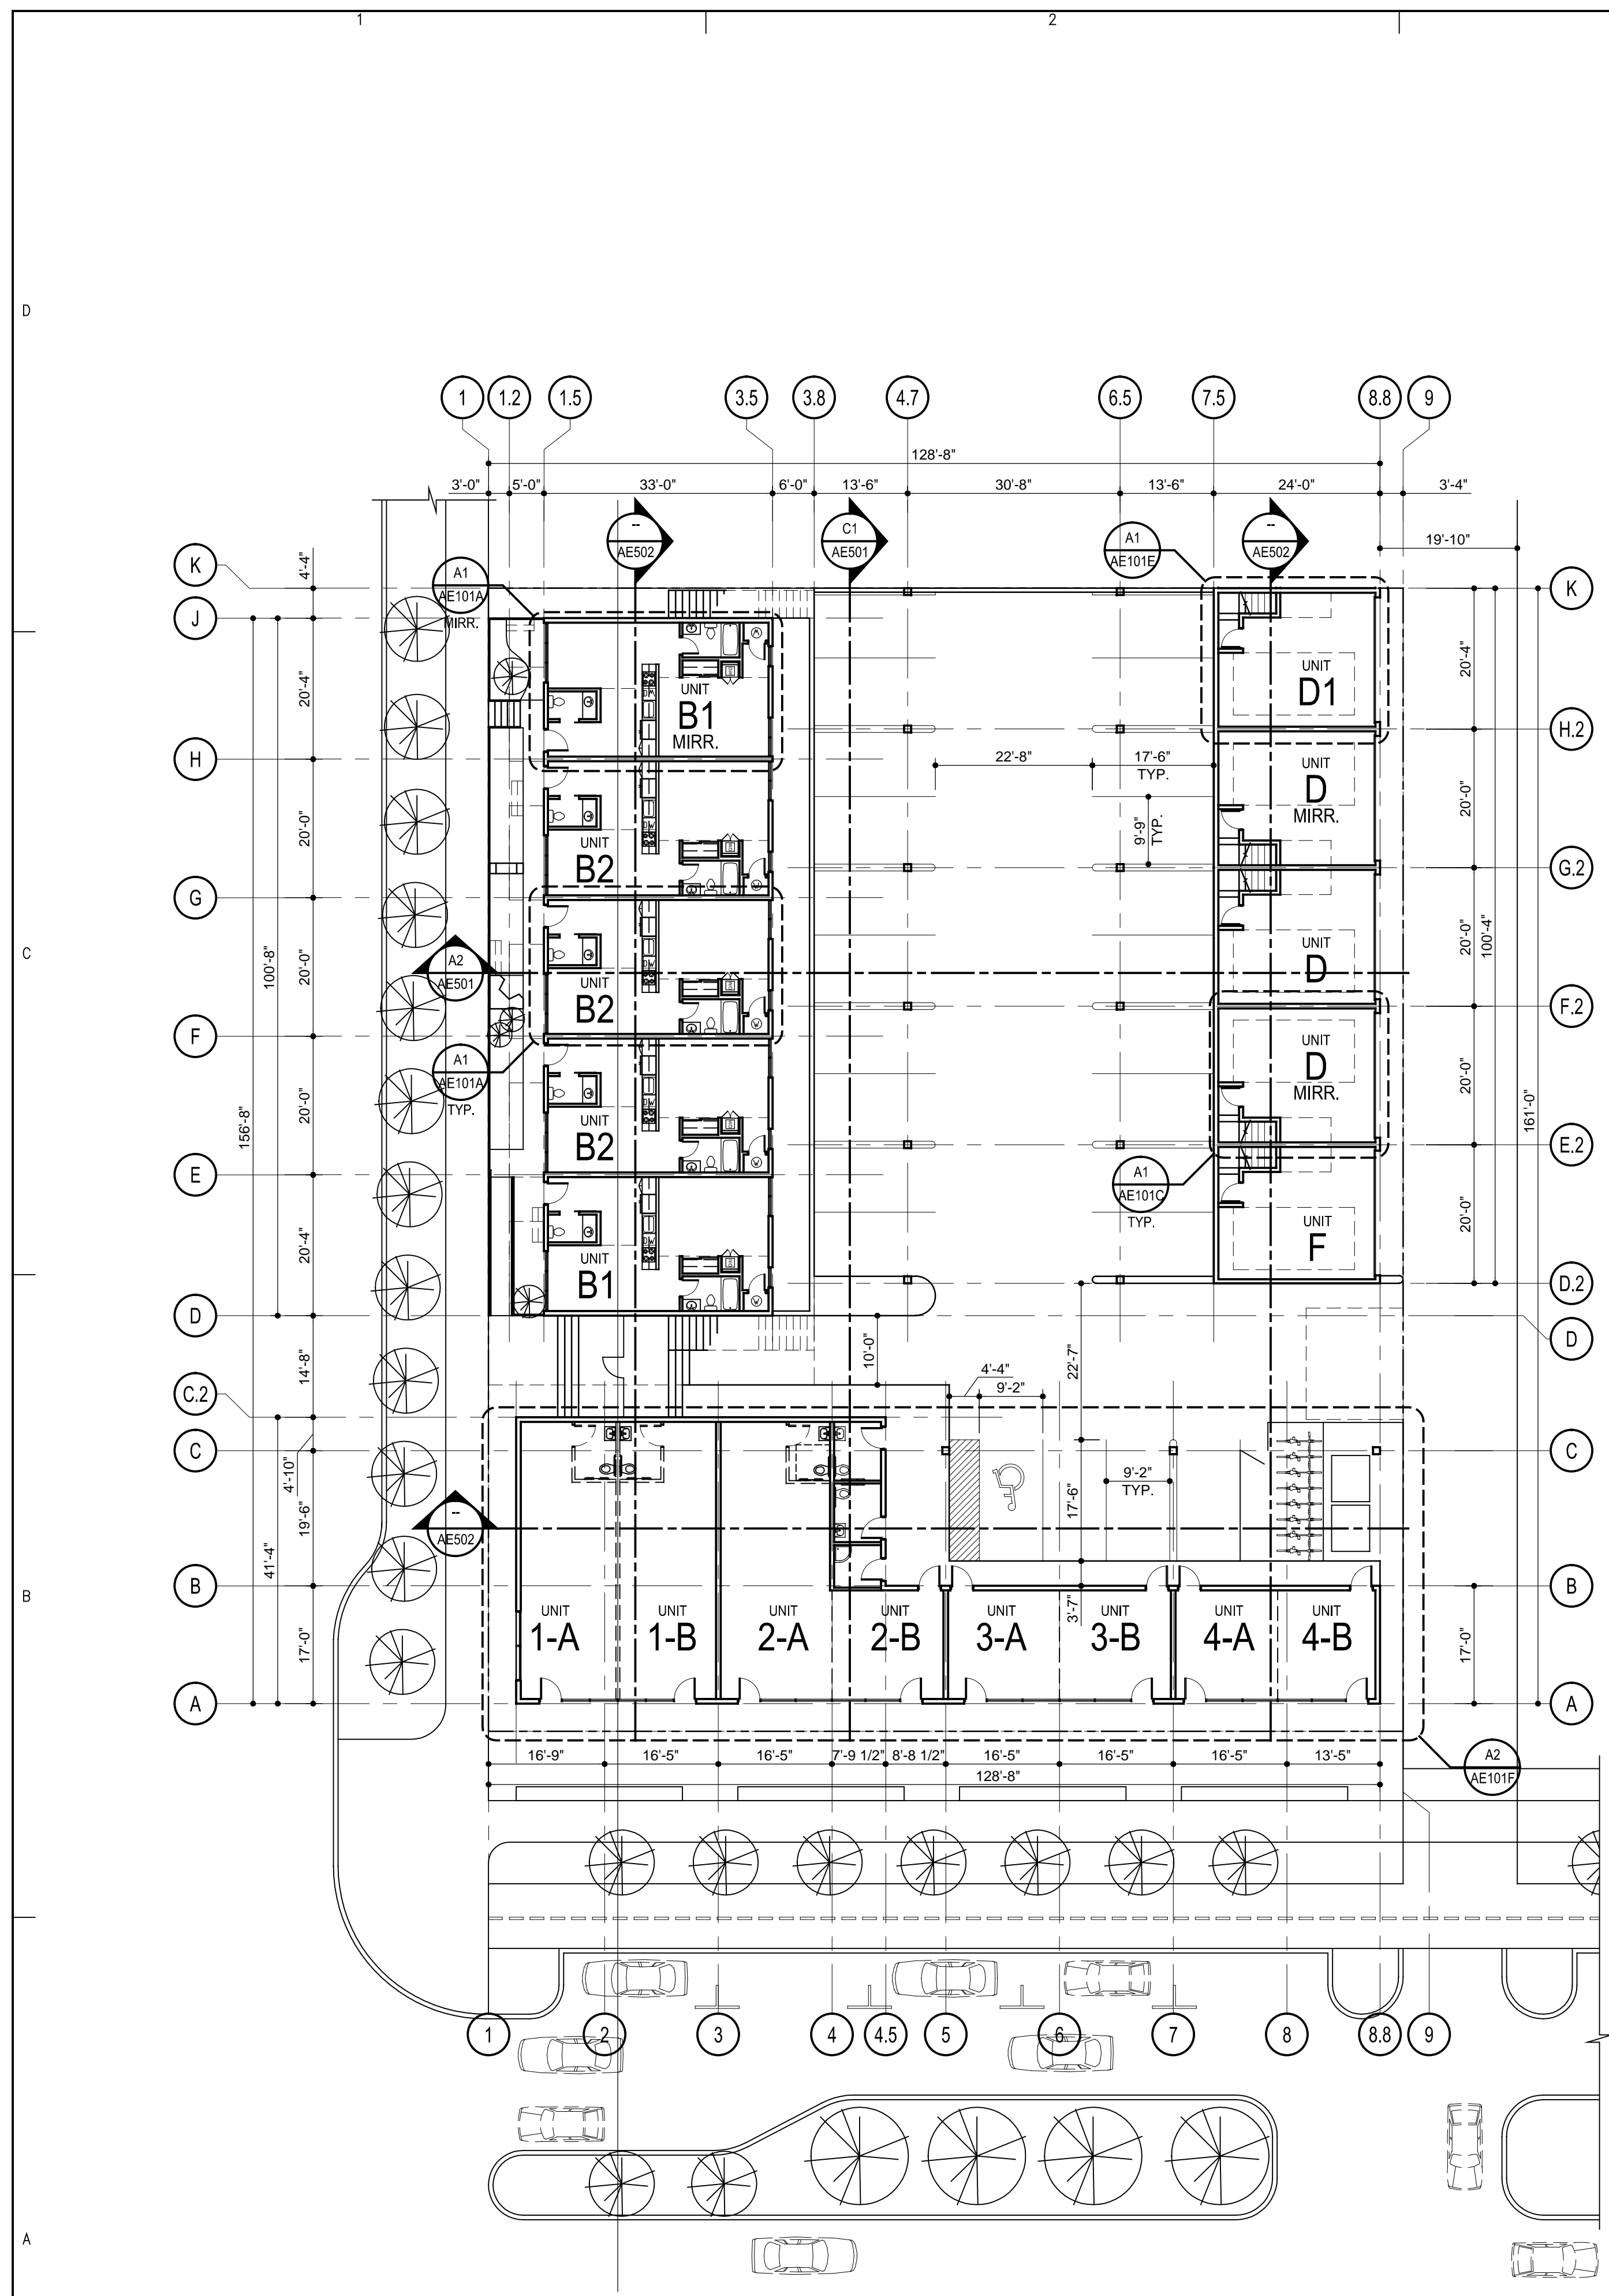 1 2
D
1 1.2 1.5 3.5 3.8 4.7 6.5 7.5 8.8 9
128'-8"
3'-0" 5'-0" 33'-0" 6'-0" 13'-6" 30'-8" 13'-6" 24'-0" 3'-4"
--
AE502
C1
AE501
A1
AE101E
--
AE502
19'-10"
K
4'-4"
A1
AE101A
MIRR.
K
J
20'-4"
UNIT
B1
MIRR.
UNIT
D1
20'-4"
H
H.2
22'-8"
17'-6"
TYP.
9'-9"
TYP.
20'-0"
UNIT
B2
UNIT
D
MIRR.
20'-0"
G
G.2
C
100'-8"
20'-0"
A2
AE501
UNIT
B2
UNIT
D
20'-0"
100'-4"
F
F.2
A1
AE101A
TYP.
156'-8"
20'-0"
UNIT
B2
UNIT
D
MIRR.
20'-0"
161'-0"
E
E.2
A1
AE101C
TYP.
20'-4"
UNIT
B1
UNIT
F
20'-0"
D
D.2
D
14'-8"
10'-0"
22'-7"
4'-4"
9'-2"
C.2
C
C
4'-10"
19'-6"
41'-4"
--
AE502
17'-6"
9'-2"
TYP.
B
B
B
3'-7"
17'-0"
UNIT
1-A
UNIT
1-B
UNIT
2-A
UNIT
2-B
UNIT
3-A
UNIT
3-B
UNIT
4-A
UNIT
4-B
17'-0"
A
A
16'-9" 16'-5" 16'-5" 7'-9 1/2" 8'-8 1/2" 16'-5" 16'-5" 16'-5" 13'-5"
128'-8"
A2
AE101F
1 2 3 4 4.5 5 6 7 8 8.8 9
A